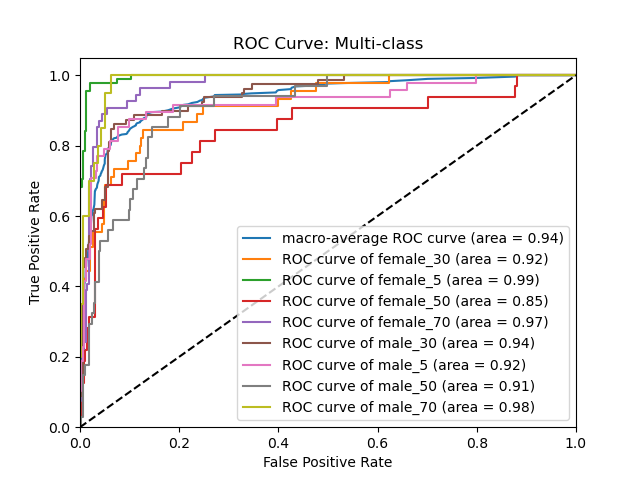 ROC Curve: Multi-class
True Positive Rate
1.0
0.8
0.6
0.4
0.2
0.0
macro-average ROC curve (area = 0.94)
ROC curve of female_30 (area = 0.92)
ROC curve of female_5 (area = 0.99)
ROC curve of female_50 (area = 0.85)
ROC curve of female_70 (area = 0.97)
ROC curve of male_30 (area = 0.94)
ROC curve of male_5 (area = 0.92)
ROC curve of male_50 (area = 0.91)
ROC curve of male_70 (area = 0.98)
0.0 0.2 0.4 0.6 0.8 1.0
False Positive Rate